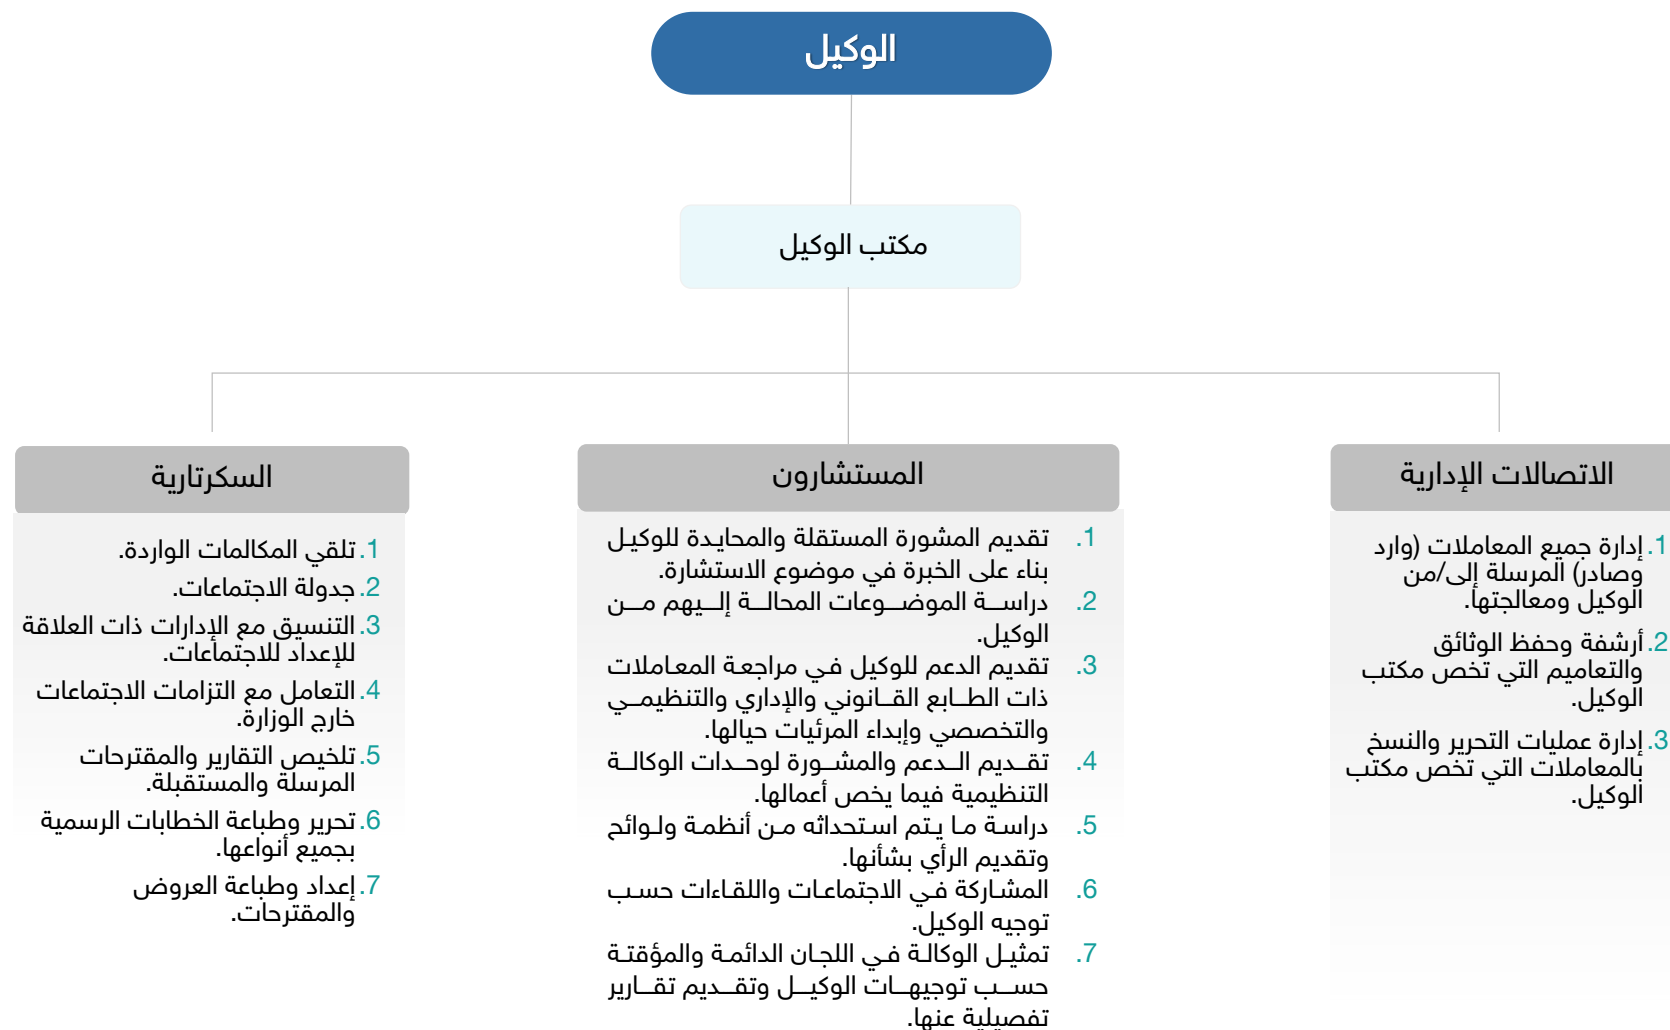 الوكيل
مكتب الوكيل
الاتصالات الإدارية
1. إدارة جميع المعاملات (وارد
وصادر) المرسلة إلى/من
الوكيل ومعالجتها.
2. أرشفة وحفظ الوثائق
والتعاميم التي تخص مكتب
الوكيل.
3. إدارة عمليات التحرير والنسخ
بالمعاملات التي تخص مكتب
الوكيل.
المستشارون
1. تقديم المشورة المستقلة والمحايدة للوكيل
بناء على الخبرة في موضوع الاستشارة.
2. دراسة الموضوعات المحالة إليهم من
الوكيل.
3. تقديم الدعم للوكيل في مراجعة المعاملات
ذات الطابع القانوني والإداري والتنظيمي
والتخصصي وإبداء المرئيات حيالها.
4. تقديم الدعم والمشورة لوحدات الوكالة
التنظيمية فيما يخص أعمالها.
5. دراسة ما يتم استحداثه من أنظمة ولوائح
وتقديم الرأي بشأنها.
6. المشاركة في الاجتماعات واللقاءات حسب
توجيه الوكيل.
7. تمثيل الوكالة في اللجان الدائمة والمؤقتة
حسب توجيهات الوكيل وتقديم تقارير
تفصيلية عنها.
السكرتارية
1. تلقي المكالمات الواردة.
2. جدولة الاجتماعات.
3. التنسيق مع الإدارات ذات العلاقة
للإعداد للاجتماعات.
4. التعامل مع التزامات الاجتماعات
خارج الوزارة.
5. تلخيص التقارير والمقترحات
المرسلة والمستقبلة.
6. تحرير وطباعة الخطابات الرسمية
بجميع أنواعها.
7. إعداد وطباعة العروض
والمقترحات.